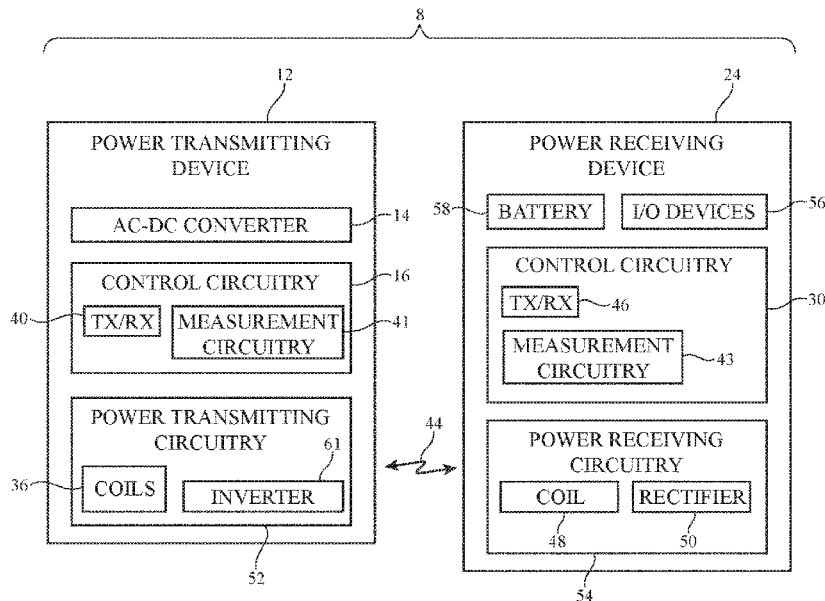 8
12
24
POWER TRANSMITTING
DEVICE
AC-DC CONVERTER
14
CONTROL CIRCUITRY
16
40
TX/RX
MEASUREMENT
CIRCUITRY
41
POWER TRANSMITTING
CIRCUITRY
61
36
COILS
INVERTER
52
44
POWER RECEIVING
DEVICE
58
BATTERY
I/O DEVICES
56
CONTROL CIRCUITRY
30
TX/RX
46
MEASUREMENT
CIRCUITRY
43
POWER RECEIVING
CIRCUITRY
COIL
RECTIFIER
48
50
54